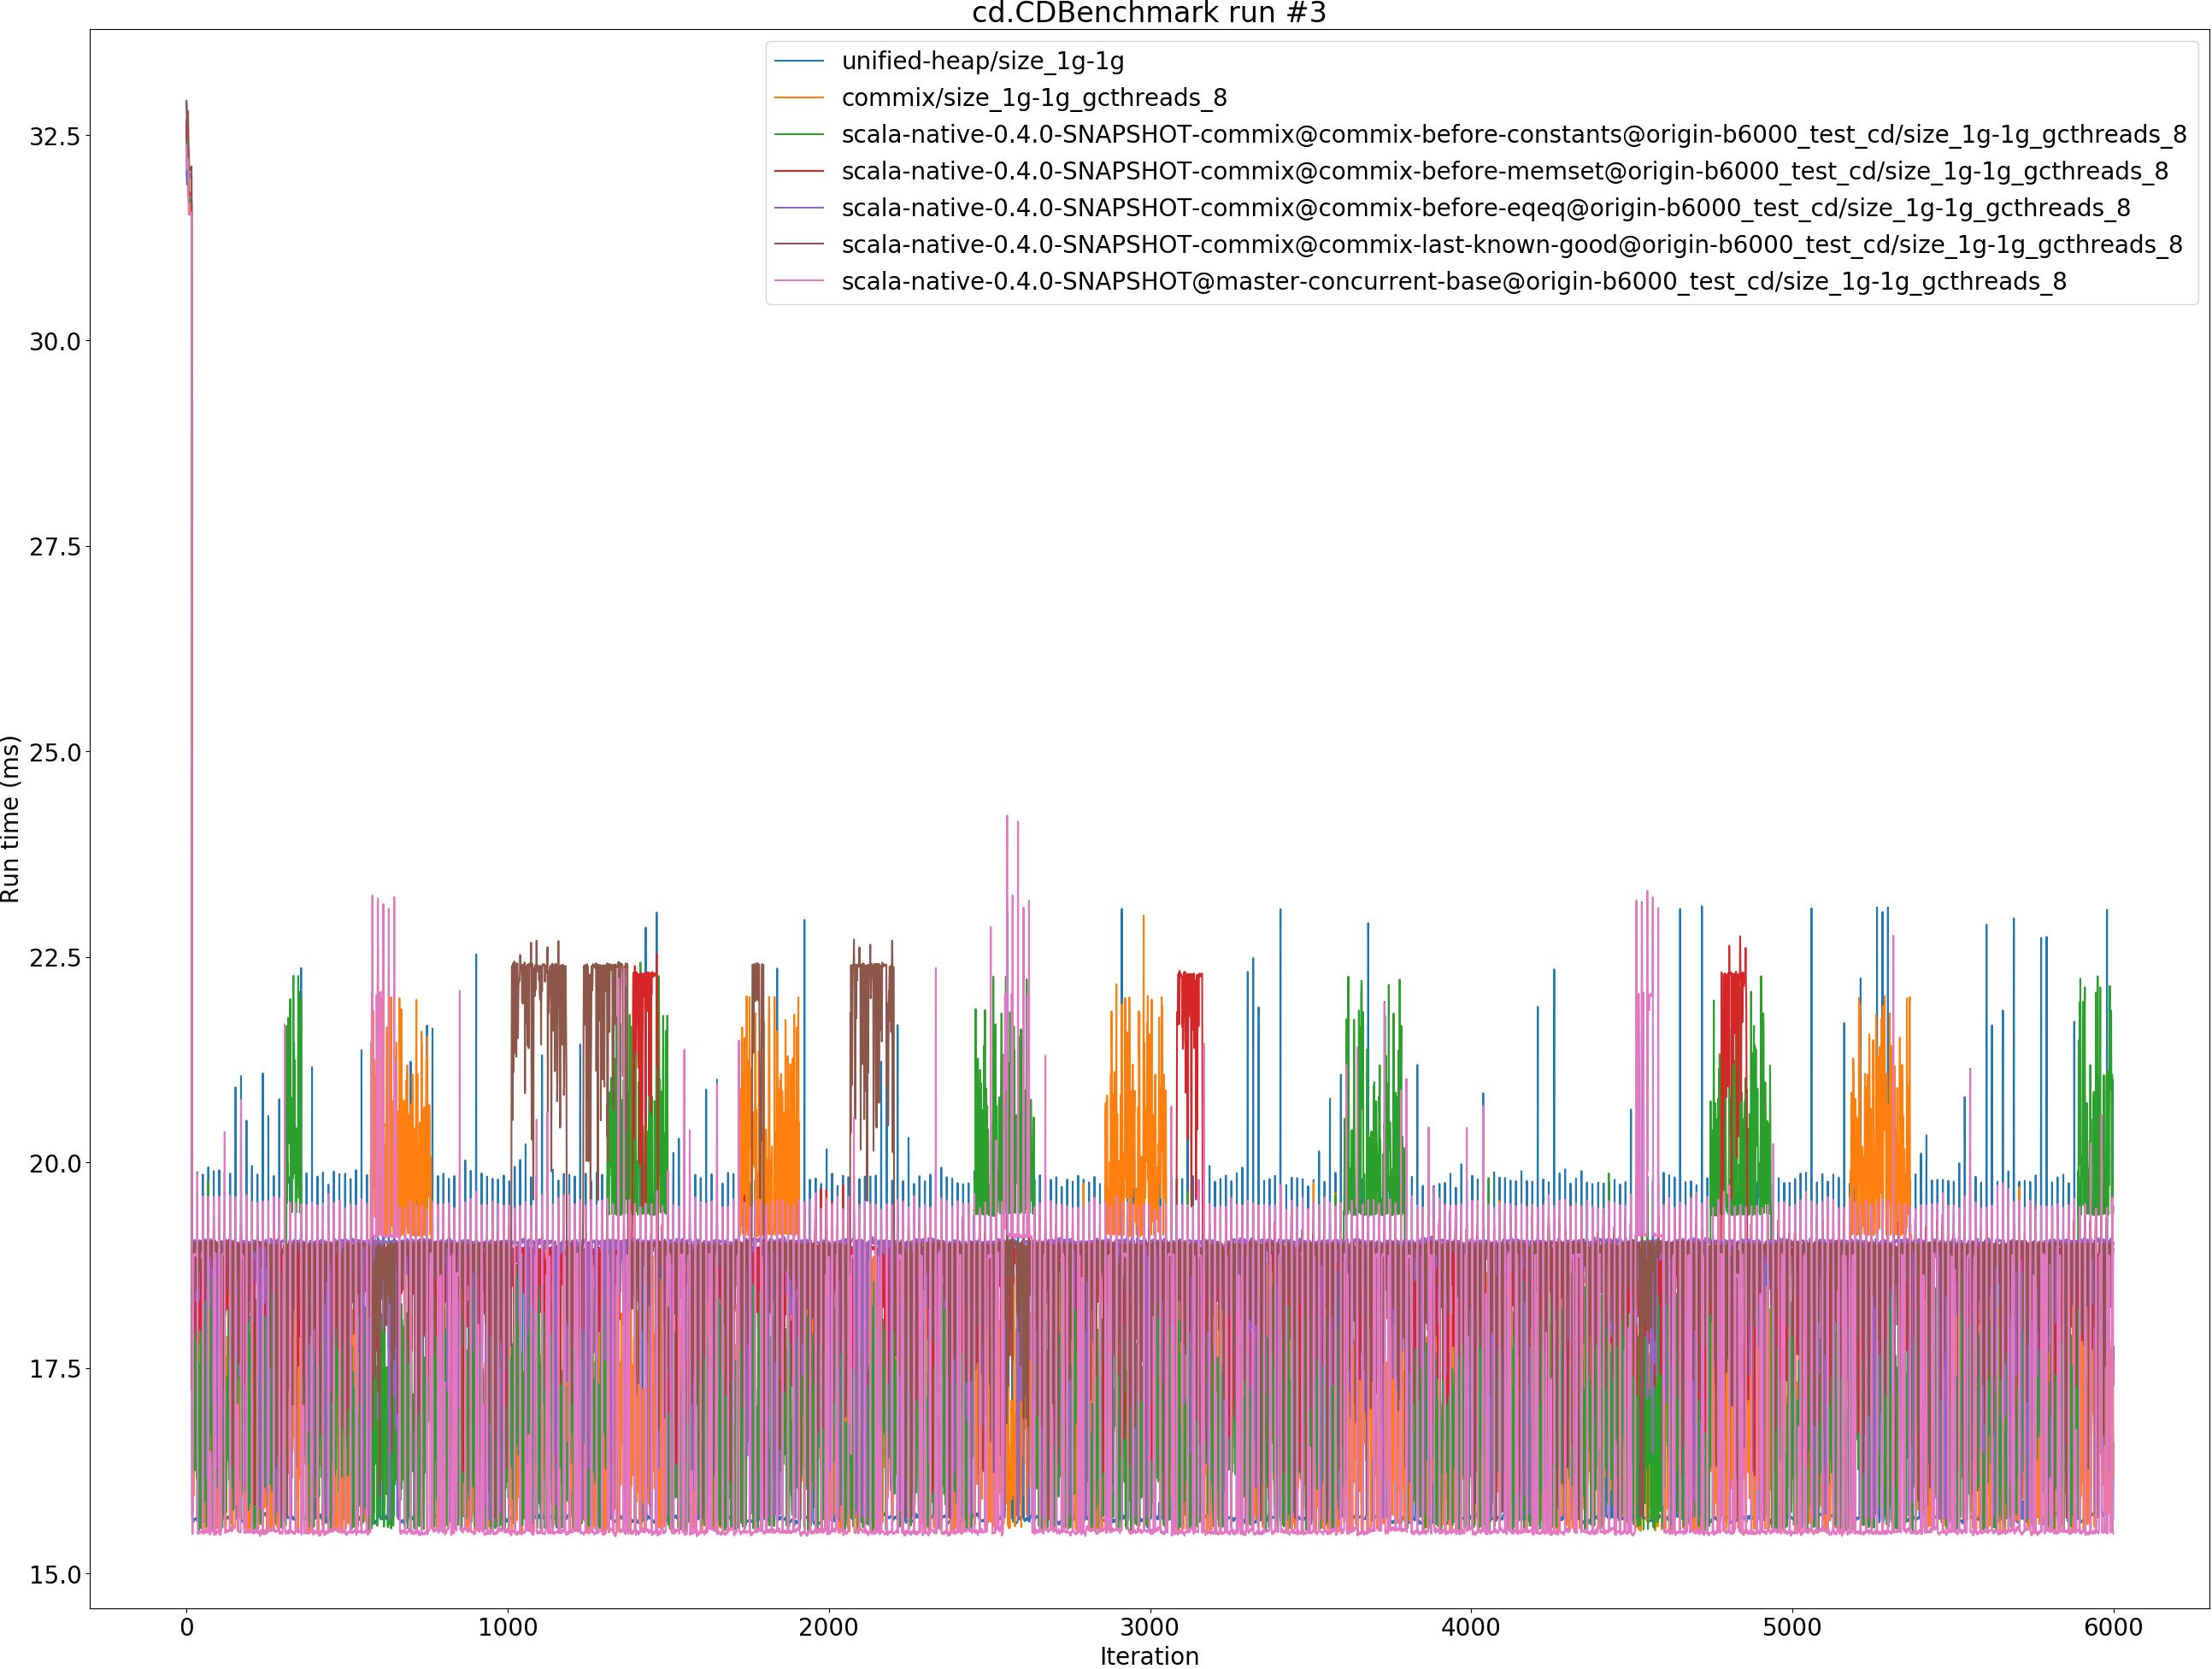 cd.CDBenchmark run #3
unified-heap/size_1g-1g
commix/size_1g-1g_gcthreads_8
scala-native-0.4.0-SNAPSHOT-commix@commix-before-constants@origin-b6000_test_cd/size_1g-1g_gcthreads_8
scala-native-0.4.0-SNAPSHOT-commix@commix-before-memset@origin-b6000_test_cd/size_1g-1g_gcthreads_8
scala-native-0.4.0-SNAPSHOT-commix@commix-before-eqeq@origin-b6000_test_cd/size_1g-1g_gcthreads_8
scala-native-0.4.0-SNAPSHOT-commix@commix-last-known-good@origin-b6000_test_cd/size_1g-1g_gcthreads_8
scala-native-0.4.0-SNAPSHOT@master-concurrent-base@origin-b6000_test_cd/size_1g-1g_gcthreads_8
Run time (ms)
32.5
30.0
27.5
25.0
22.5
20.0
17.5
15.0
0 1000 2000 3000 4000 5000 6000
Iteration